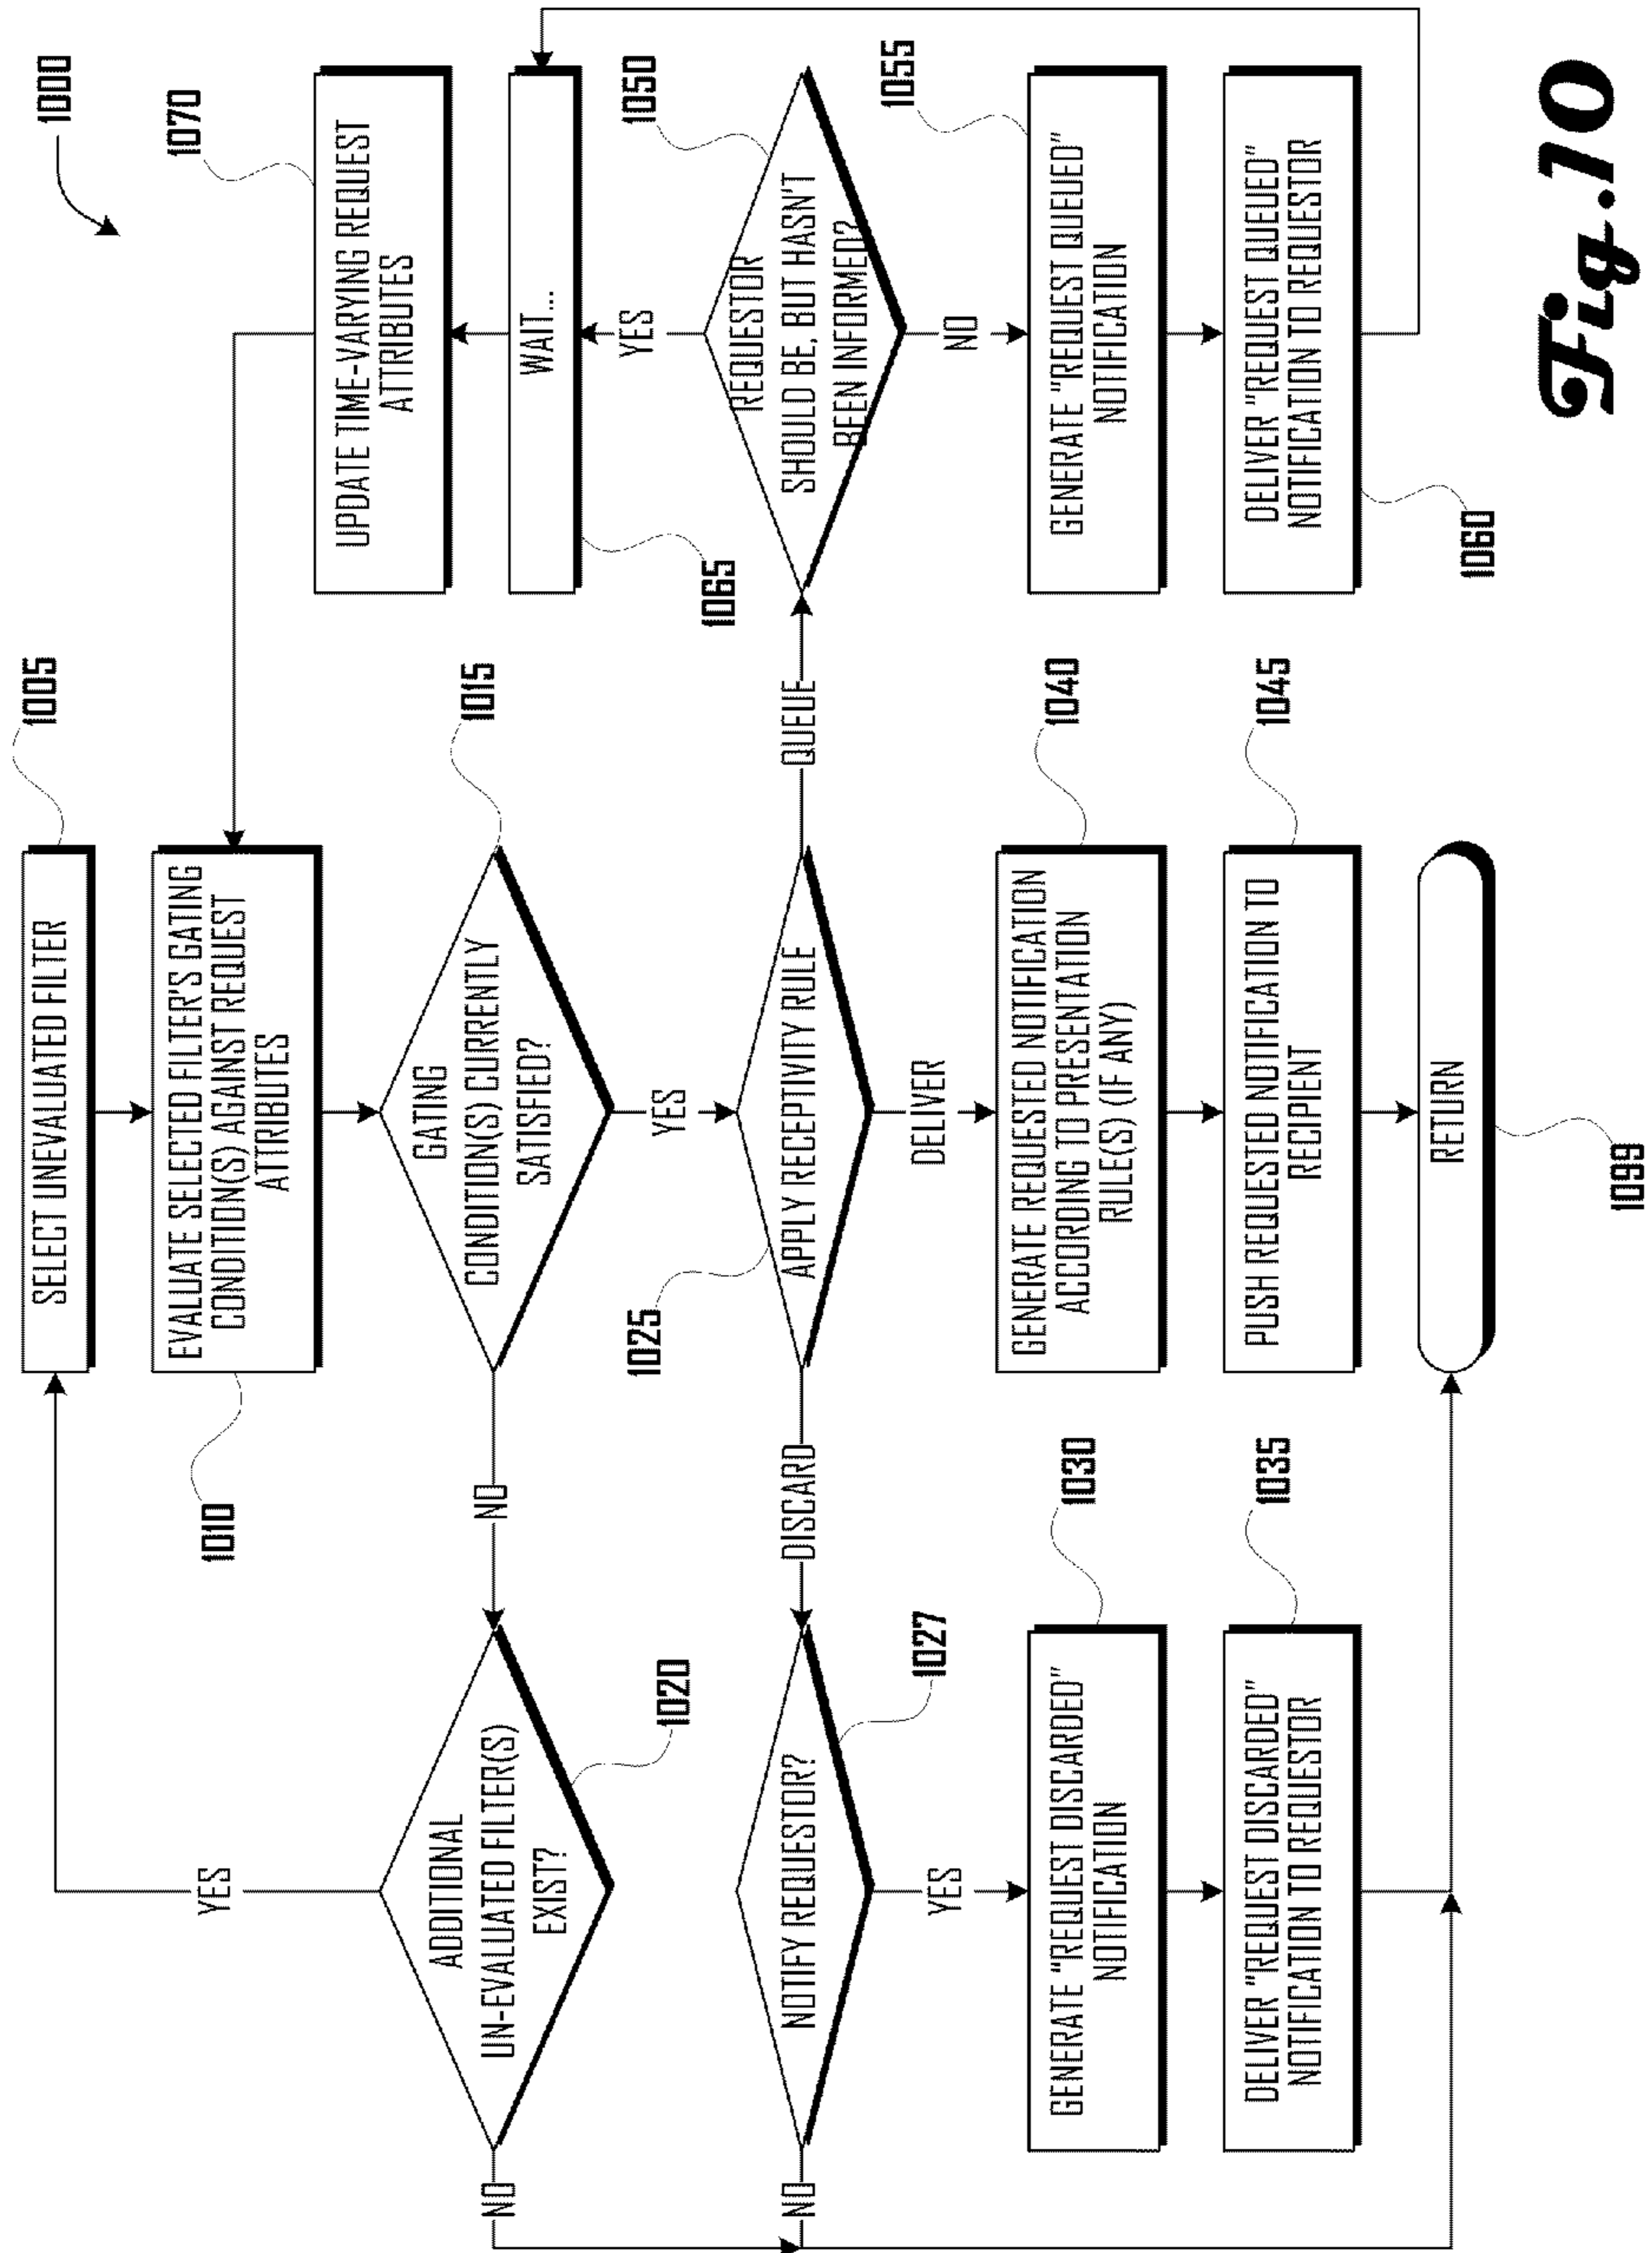 1000
SELECT UNEVALUATED FILTER
1005
EVALUATE SELECTED FILTER'S GATING
CONDITION(S) AGAINST REQUEST
ATTRIBUTES
1010
UPDATE TIME-VARYING REQUEST
ATTRIBUTES
1070
YES
ADDITIONAL
UN-EVALUATED FILTER(S)
EXIST?
1020
NO
NO
GATING
CONDITION(S) CURRENTLY
SATISFIED?
1015
YES
WAIT...
1065
YES
NOTIFY REQUESTOR?
1027
NO
DISCARD
APPLY RECEPTIVITY RULE
1025
QUEUE
REQUESTOR
SHOULD BE, BUT HASN'T
BEEN INFORMED?
1050
YES
DELIVER
NO
GENERATE "REQUEST DISCARDED"
NOTIFICATION
1030
GENERATE REQUESTED NOTIFICATION
ACCORDING TO PRESENTATION
RULE(S) (IF ANY)
1040
GENERATE "REQUEST QUEUED"
NOTIFICATION
1055
DELIVER "REQUEST DISCARDED"
NOTIFICATION TO REQUESTOR
1035
PUSH REQUESTED NOTIFICATION TO
RECIPIENT
1045
DELIVER "REQUEST QUEUED"
NOTIFICATION TO REQUESTOR
1060
RETURN
1099
Fig.10